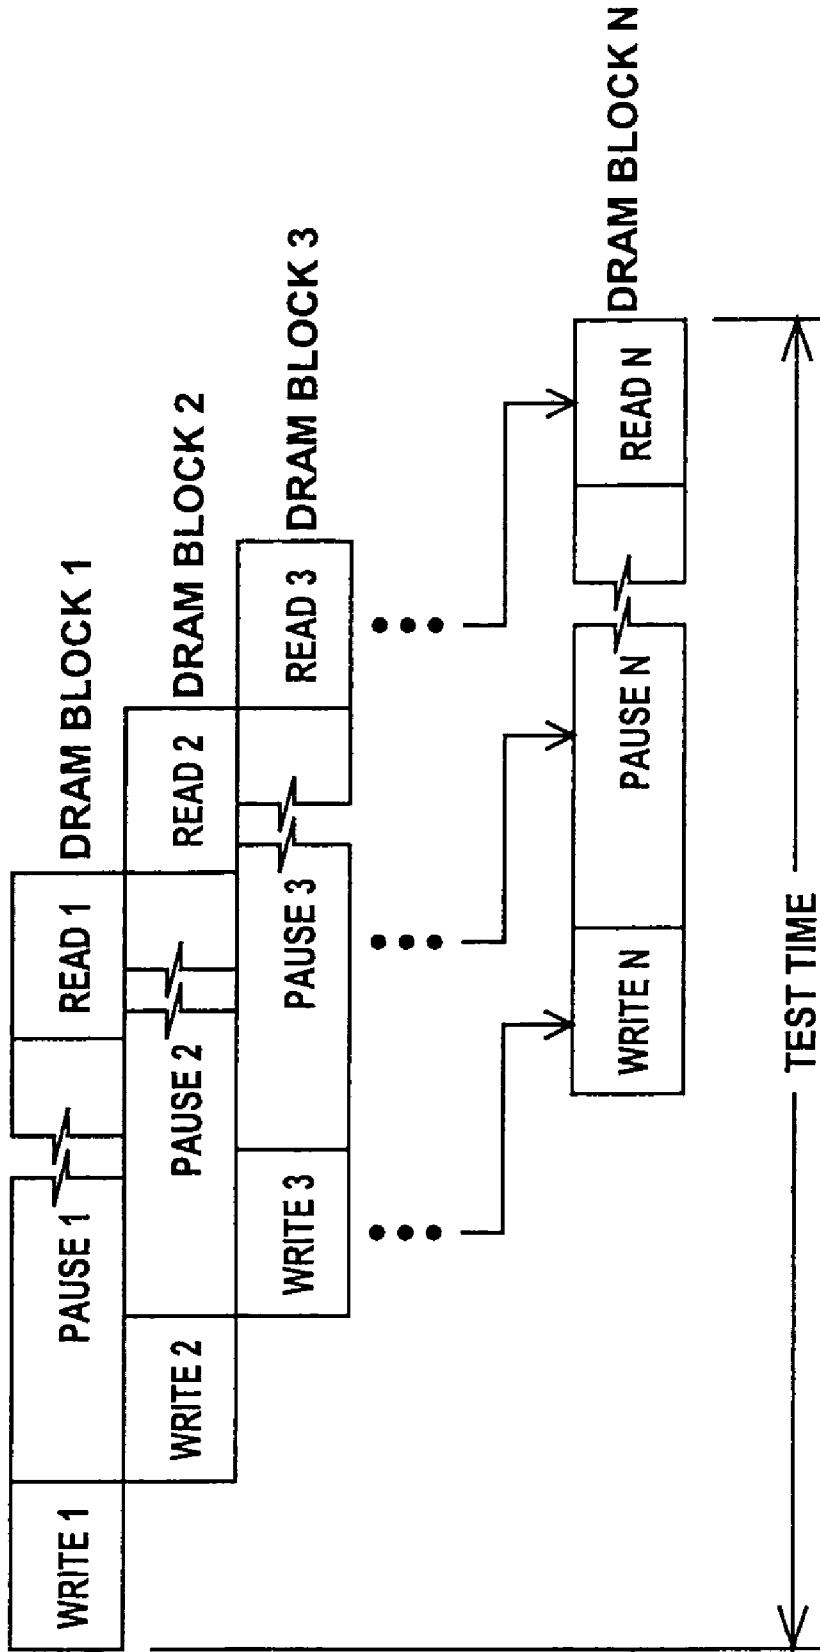 WRITE 1 PAUSE 1 READ 1 DRAM BLOCK 1
WRITE 2 PAUSE 2 READ 2 DRAM BLOCK 2
WRITE 3 PAUSE 3 READ 3 DRAM BLOCK 3
WRITE N PAUSE N READ N DRAM BLOCK N
TEST TIME